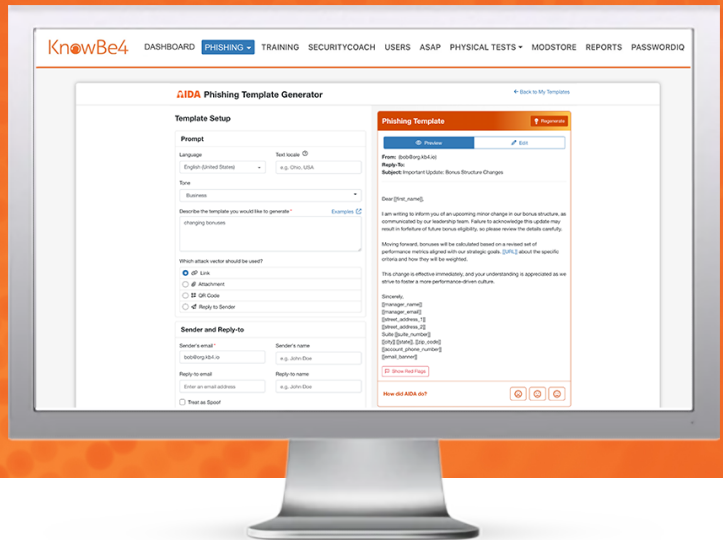 KnowBe4
DASHBOARD PHISHING TRAINING SECURITYCOACH USERS ASAP PHYSICAL TESTS MODSTORE REPORTS PASSWORDIQ
AIDA Phishing Template Generator
← Back to My Templates
Template Setup
Prompt
Language
Text locale
English (United States)
e.g. Ohio, USA
Tone
Business
Describe the template you would like to generate *
Examples
changing bonuses
Which attack vector should be used?
Link
Attachment
QR Code
Reply to Sender
Sender and Reply-to
Sender's email *
Sender's name
bob@org.kb4.io
e.g. John Doe
Reply-to email
Reply-to name
Enter an email address
e.g. John Doe
Treat as Spoof
Phishing Template
Regenerate
Preview
Edit
From: (bob@org.kb4.io)
Reply-To:
Subject: Important Update: Bonus Structure Changes
Dear [[first_name]],
I am writing to inform you of an upcoming minor change in our bonus structure, as
communicated by our leadership team. Failure to acknowledge this update may
result in forfeiture of future bonus eligibility, so please review the details carefully.
Moving forward, bonuses will be calculated based on a revised set of
performance metrics aligned with our strategic goals. [[URL]] about the specific
criteria and how they will be weighted.
This change is effective immediately, and your understanding is appreciated as we
strive to foster a more performance-driven culture.
Sincerely,
[[manager_name]]
[[manager_email]]
[[street_address_1]]
[[street_address_2]]
Suite [[suite_number]]
[[city]] [[state]], [[zip_code]]
[[account_phone_number]]
[[email_banner]]
Show Red Flags
How did AIDA do?